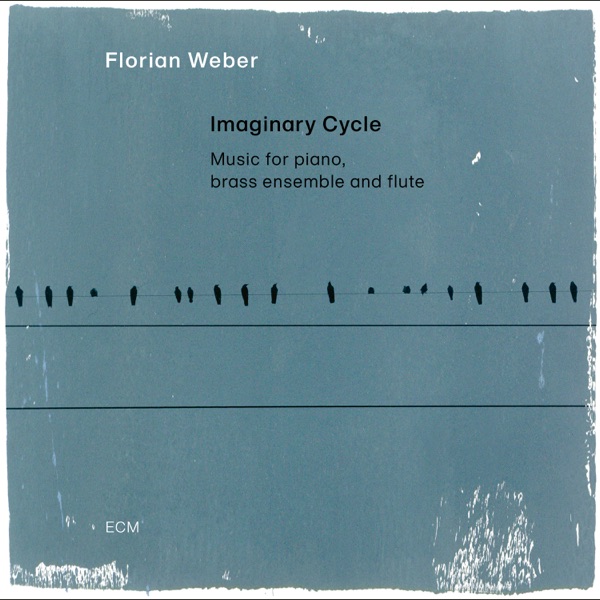 Florian Weber
Imaginary Cycle
Music for piano,
brass ensemble and flute
ECM